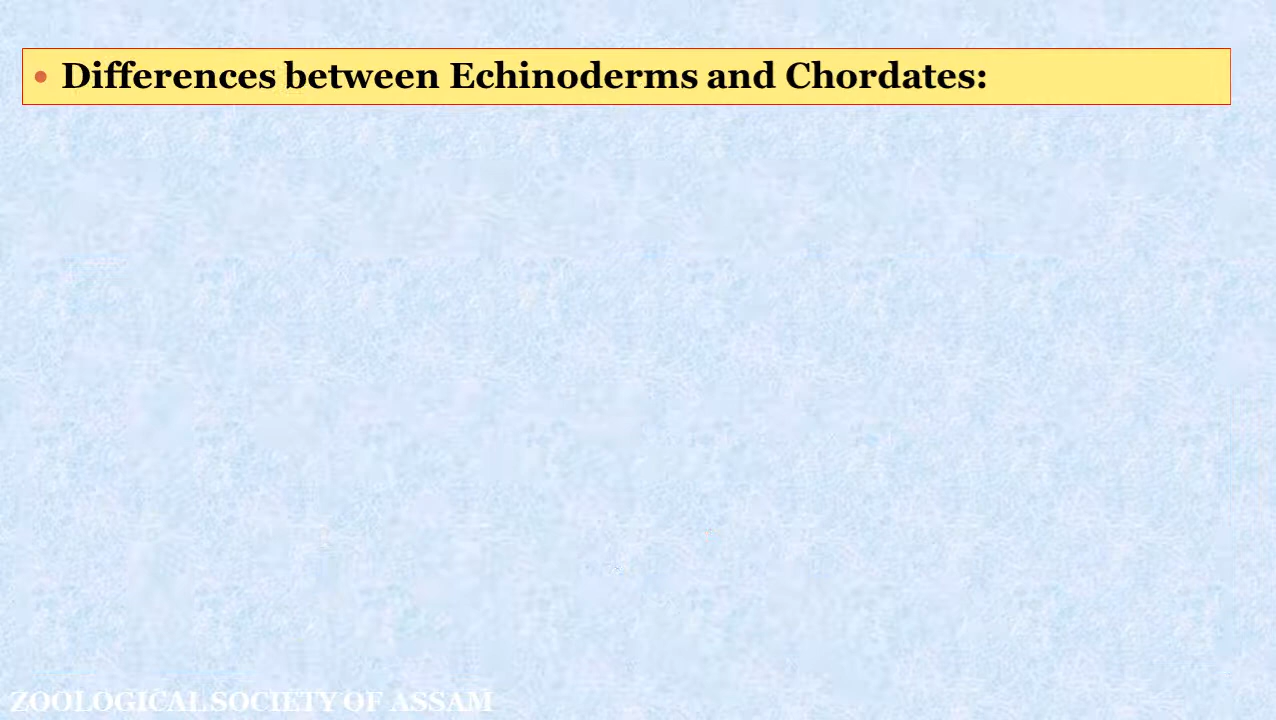 • Differences between Echinoderms and Chordates:
ZOOLOGICAL SOCIETY OF ASSAM